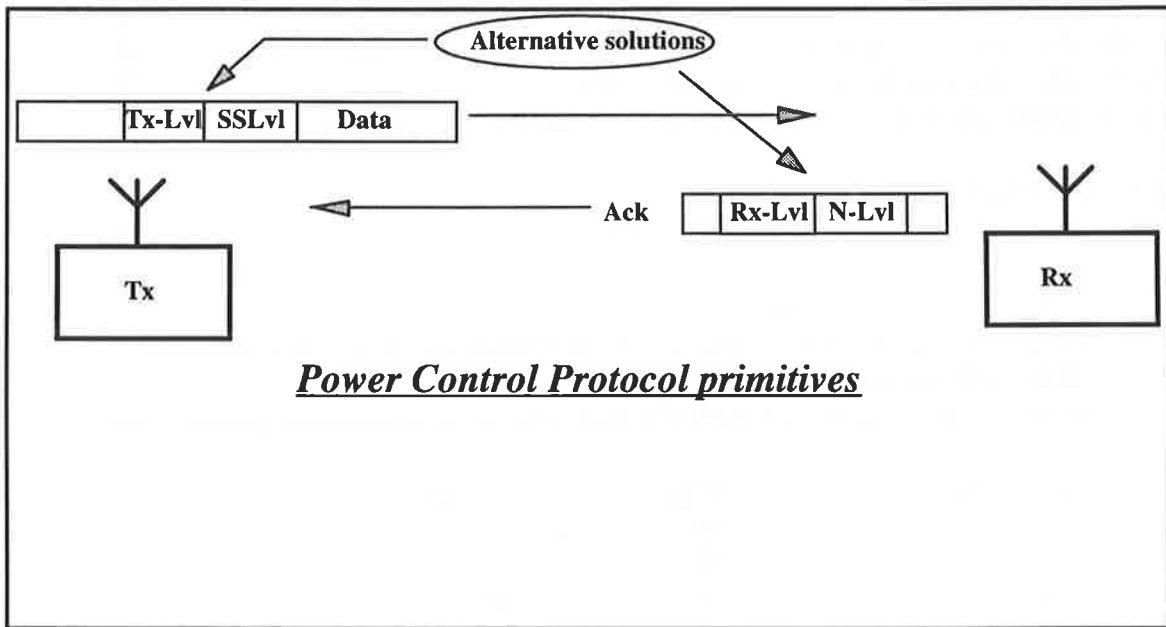 Alternative solutions
Tx-Lvl SSLvl Data
Ack Rx-Lvl N-Lvl
Tx
Rx
Power Control Protocol primitives